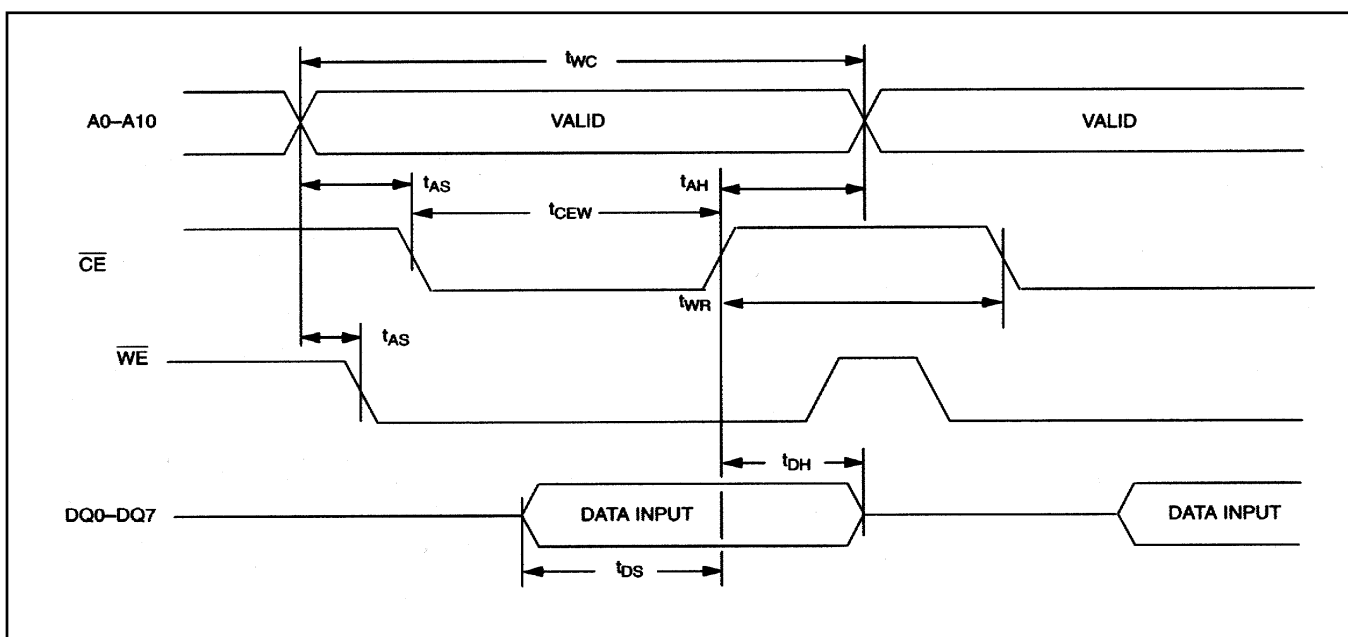 tWC
A0–A10
VALID
VALID
tAS
tAH
tCEW
CE
tWR
tAS
WE
tDH
DQ0–DQ7
DATA INPUT
DATA INPUT
tDS